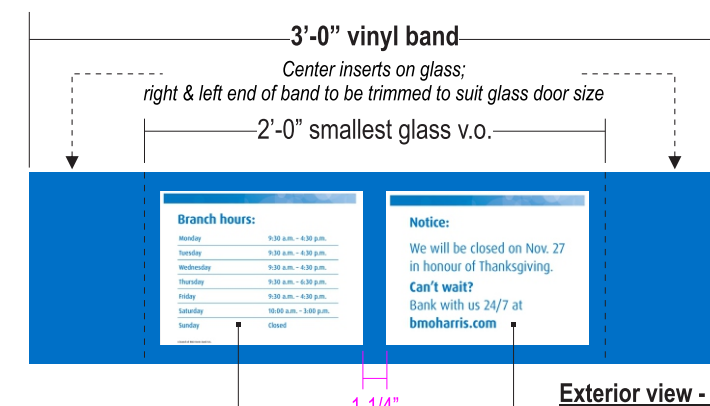 3'-0" vinyl band
Center inserts on glass;
right & left end of band to be trimmed to suit glass door size
2'-0" smallest glass v.o.
Branch hours:
Monday 9:30 a.m. – 4:30 p.m.
Tuesday 9:30 a.m. – 4:30 p.m.
Wednesday 9:30 a.m. – 4:30 p.m.
Thursday 9:30 a.m. – 6:30 p.m.
Friday 9:30 a.m. – 4:30 p.m.
Saturday 10:00 a.m. – 3:00 p.m.
Sunday Closed
Notice:
We will be closed on Nov. 27
in honour of Thanksgiving.
Can't wait?
Bank with us 24/7 at
bmoharris.com
1-1/4"
Exterior view -